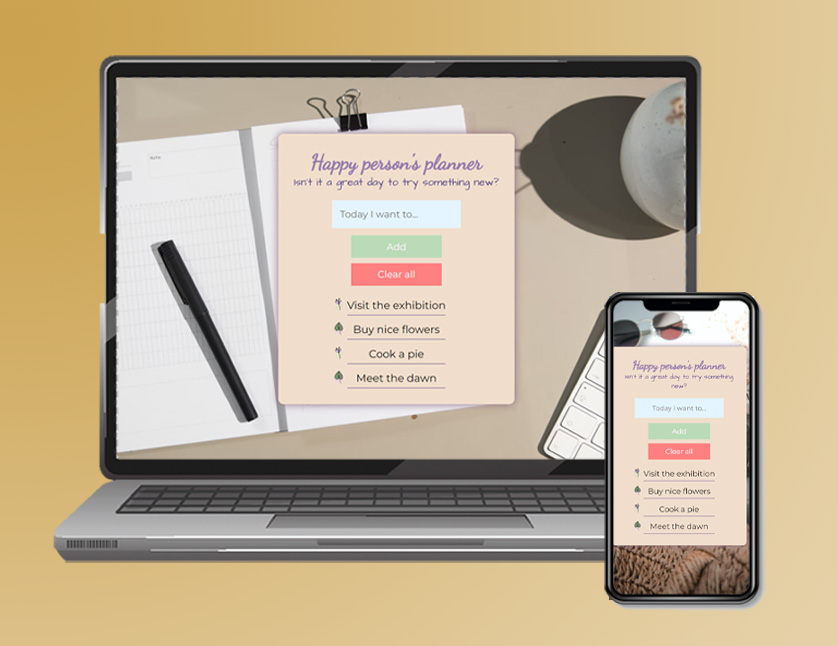 Happy person's planner
Isn't it a great day to try something new?
Today I want to...
Add
Clear all
Visit the exhibition
Buy nice flowers
Cook a pie
Meet the dawn
Happy person's planner
Isn't it a great day to try something
new?
Today I want to...
Add
Clear all
Visit the exhibition
Buy nice flowers
Cook a pie
Meet the dawn